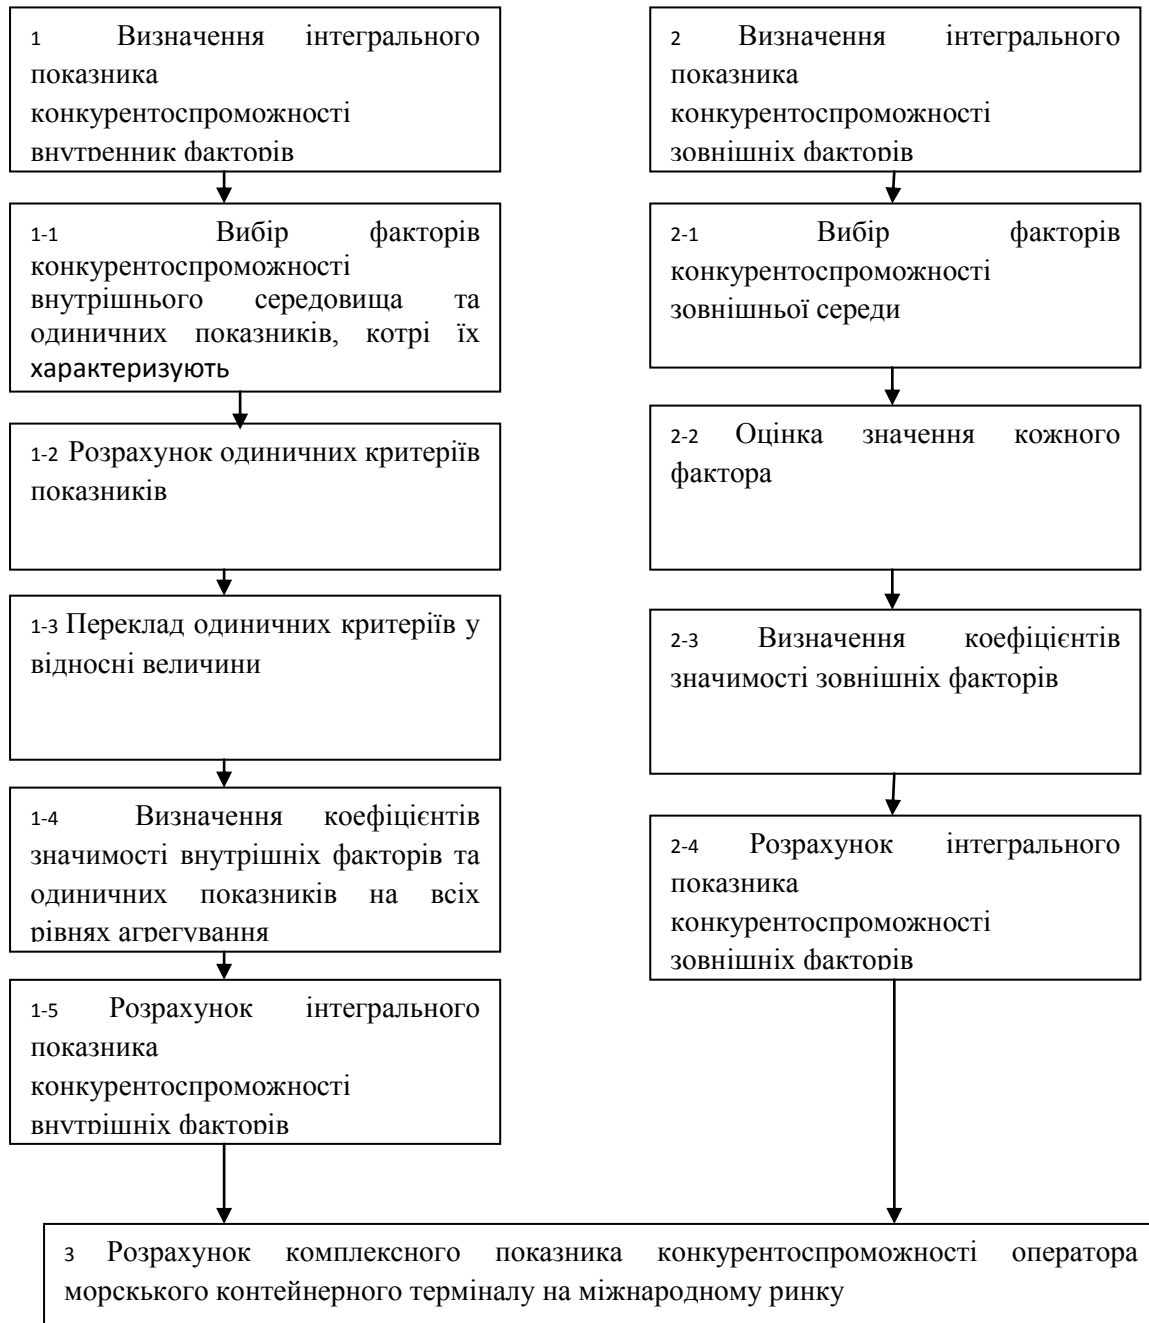 1 Визначення інтегрального
показника
конкурентоспроможності
внутренник факторів
1-1 Вибір факторів
конкурентоспроможності
внутрішнього середовища та
одиничних показників, котрі їх
характеризують
1-2 Розрахунок одиничних критеріїв
показників
1-3 Переклад одиничних критеріїв у
відносні величини
1-4 Визначення коефіцієнтів
значимості внутрішніх факторів та
одиничних показників на всіх
рівнях агрегування
1-5 Розрахунок інтегрального
показника
конкурентоспроможності
внутрішніх факторів
2 Визначення інтегрального
показника
конкурентоспроможності
зовнішніх факторів
2-1 Вибір факторів
конкурентоспроможності
зовнішньої середи
2-2 Оцінка значення кожного
фактора
2-3 Визначення коефіцієнтів
значимості зовнішніх факторів
2-4 Розрахунок інтегрального
показника
конкурентоспроможності
зовнішніх факторів
3 Розрахунок комплексного показника конкурентоспроможності оператора
морскького контейнерного терміналу на міжнародному ринку